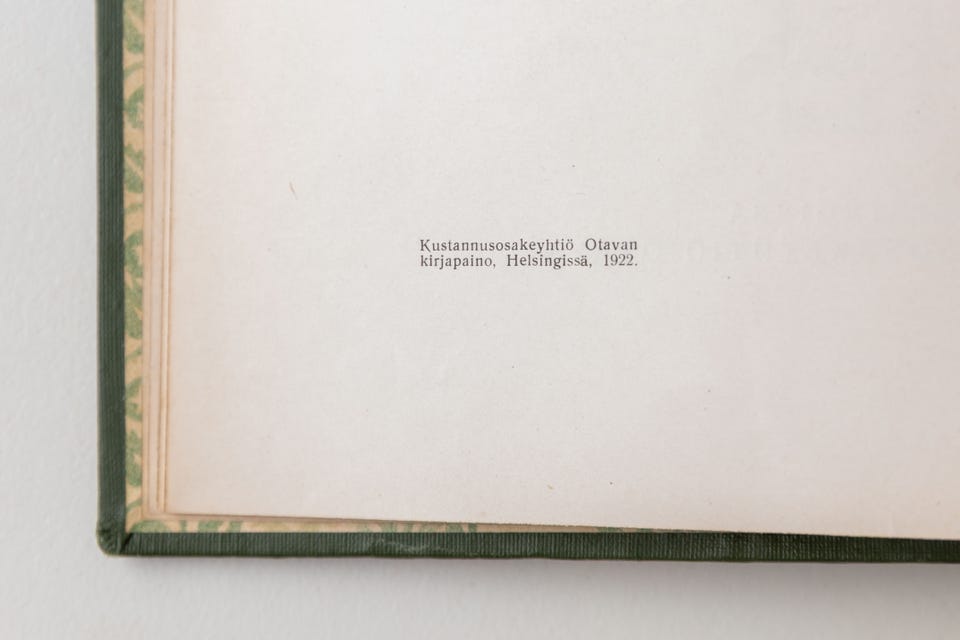 Kustannusosakeyhtiö Otavan
kirjapaino, Helsingissä, 1922.